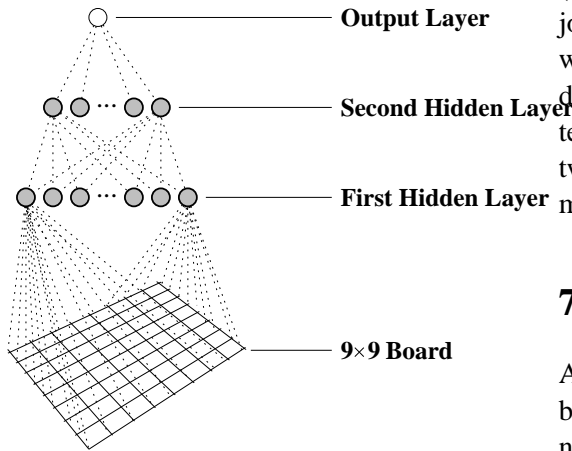 Output Layer
Second Hidden Layer
First Hidden Layer
9×9 Board
7